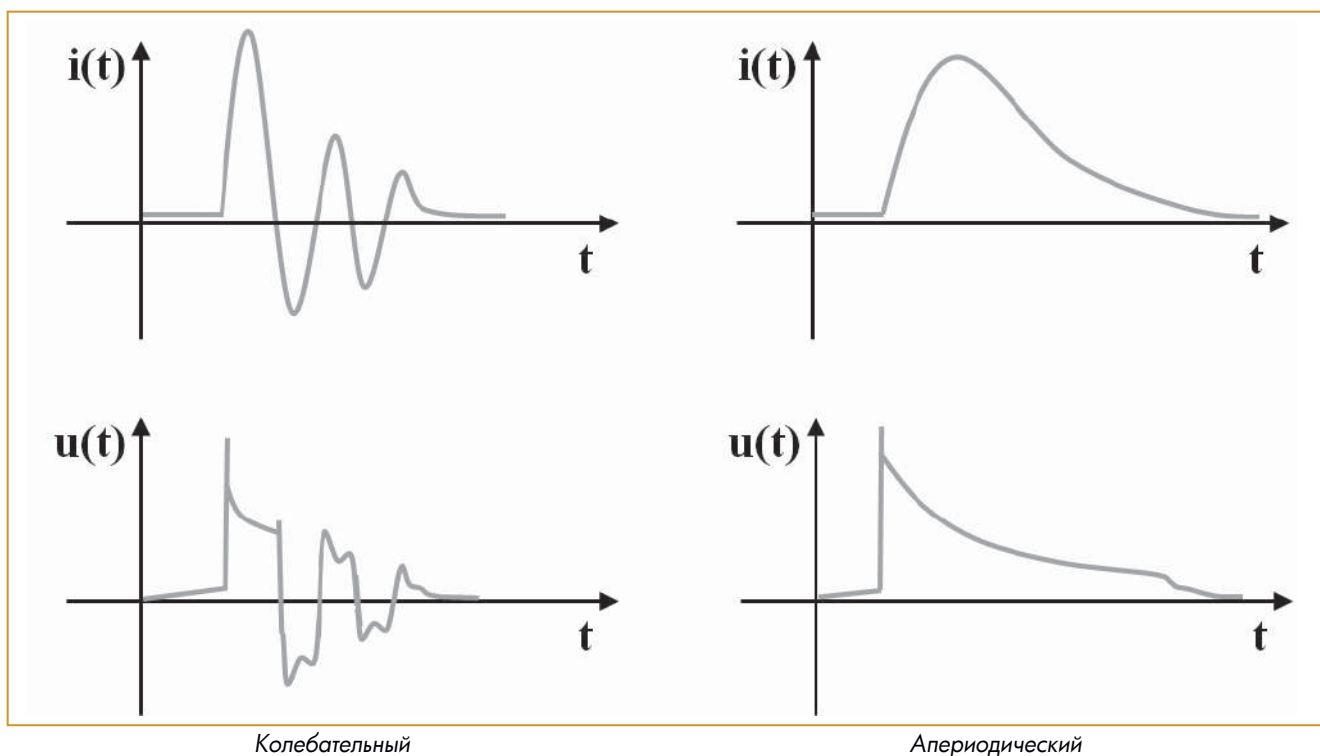 i(t)
t
i(t)
t
u(t)
t
u(t)
t
Колебательный
Апериодический